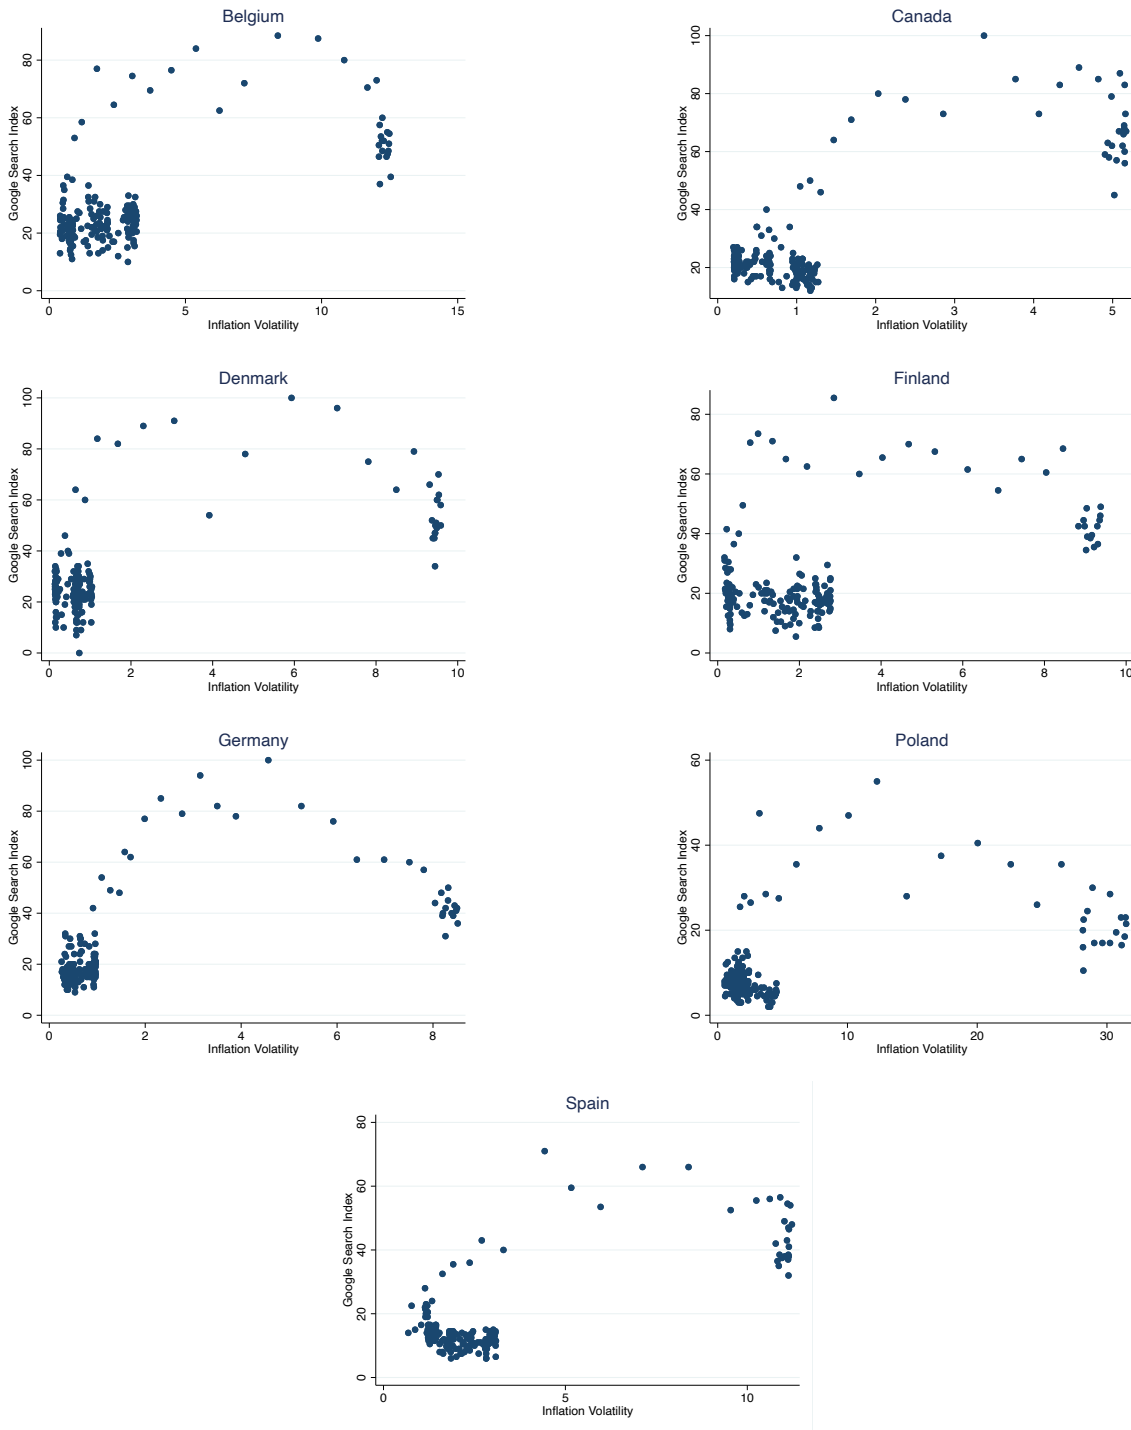 Belgium
Google Search Index
80
60
40
20
0
0 5 10 15
Inflation Volatility
Canada
Google Search Index
100
80
60
40
20
0 1 2 3 4 5
Inflation Volatility
Denmark
Google Search Index
100
80
60
40
20
0
0 2 4 6 8 10
Inflation Volatility
Finland
Google Search Index
80
60
40
20
0
0 2 4 6 8 10
Inflation Volatility
Germany
Google Search Index
100
80
60
40
20
0
0 2 4 6 8
Inflation Volatility
Poland
Google Search Index
60
40
20
0
0 10 20 30
Inflation Volatility
Spain
Google Search Index
80
60
40
20
0
0 5 10
Inflation Volatility